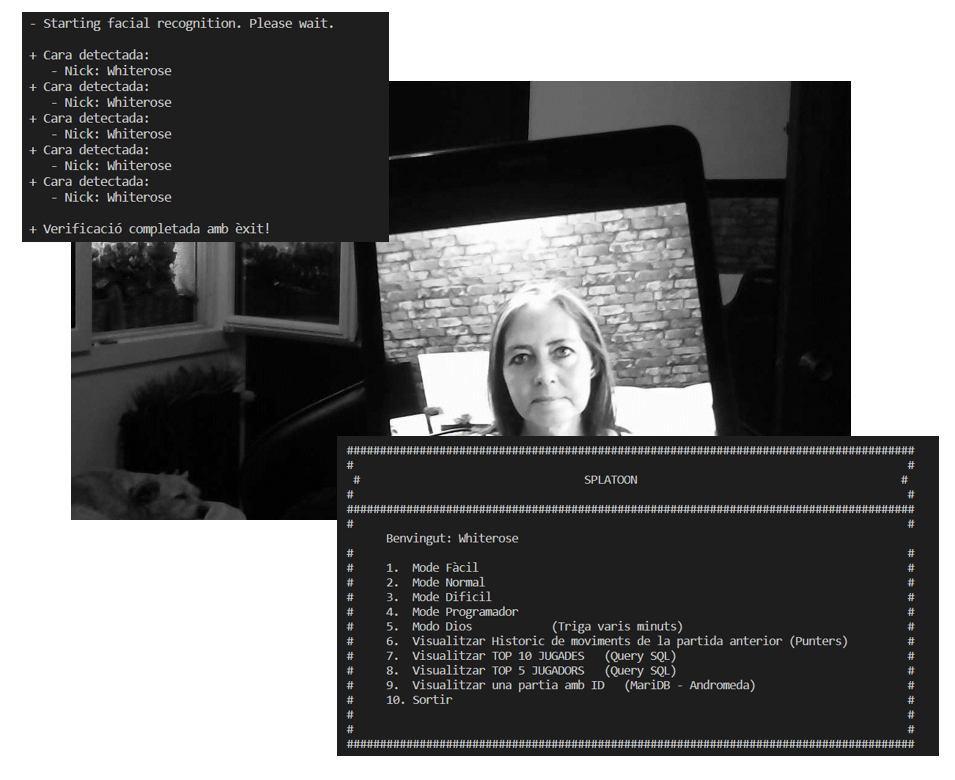 - Starting facial recognition. Please wait.
+ Cara detectada:
- Nick: Whiterose
+ Cara detectada:
- Nick: Whiterose
+ Cara detectada:
- Nick: Whiterose
+ Cara detectada:
- Nick: Whiterose
+ Cara detectada:
- Nick: Whiterose
+ Verificació completada amb èxit!
######################################################################################
# #
# SPLATOON #
# #
######################################################################################
# #
Benvingut: Whiterose
# #
# 1. Mode Fàcil #
# 2. Mode Normal #
# 3. Mode Dificil #
# 4. Mode Programador #
# 5. Modo Dios (Triga varis minuts) #
# 6. Visualitzar Historic de moviments de la partida anterior (Punters) #
# 7. Visualitzar TOP 10 JUGADES (Query SQL) #
# 8. Visualitzar TOP 5 JUGADORS (Query SQL) #
# 9. Visualitzar una partia amb ID (MariDB - Andromeda) #
# 10. Sortir #
# #
# #
######################################################################################